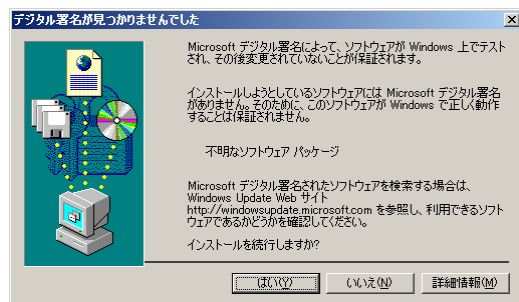 デジタル署名が見つかりませんでした
Microsoft デジタル署名によって、ソフトウェアが Windows 上でテスト
され、その後変更されていないことが保証されます。
インストールしようとしているソフトウェアには Microsoft デジタル署名
がありません。そのために、このソフトウェアが Windows で正しく動作
することは保証されません。
不明なソフトウェア パッケージ
Microsoft デジタル署名されたソフトウェアを検索する場合は、
Windows Update Web サイト
http://windowsupdate.microsoft.com を参照し、利用できるソフト
ウェアであるかどうかを確認してください。
インストールを続行しますか?
はい(Y) いいえ(N) 詳細情報(M)